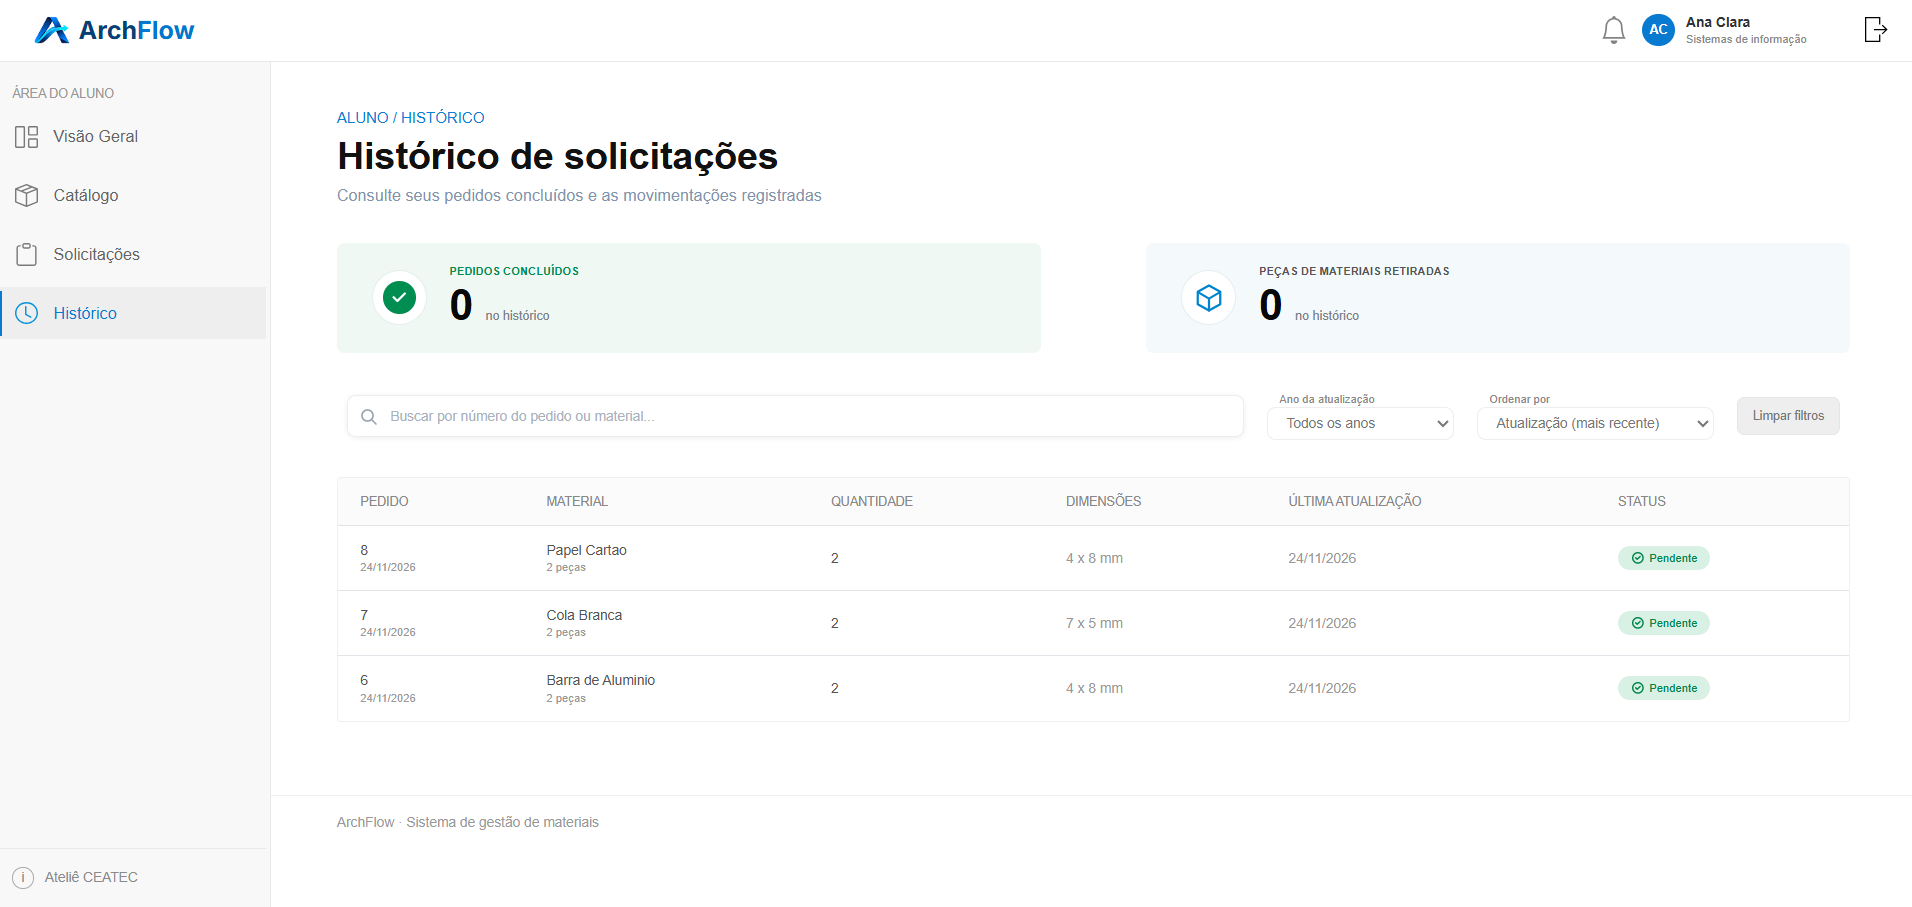 ArchFlow
AC
Ana Clara
Sistemas de informação
ÁREA DO ALUNO
Visão Geral
Catálogo
Solicitações
Histórico
Ateliê CEATEC
ALUNO / HISTÓRICO
Histórico de solicitações
Consulte seus pedidos concluídos e as movimentações registradas
PEDIDOS CONCLUÍDOS
0 no histórico
PEÇAS DE MATERIAIS RETIRADAS
0 no histórico
Buscar por número do pedido ou material...
Ano da atualização
Todos os anos
Ordenar por
Atualização (mais recente)
Limpar filtros
PEDIDO MATERIAL QUANTIDADE DIMENSÕES ÚLTIMA ATUALIZAÇÃO STATUS
8 Papel Cartao 2 4 x 8 mm 24/11/2026 Pendente
24/11/2026 2 peças
7 Cola Branca 2 7 x 5 mm 24/11/2026 Pendente
24/11/2026 2 peças
6 Barra de Aluminio 2 4 x 8 mm 24/11/2026 Pendente
24/11/2026 2 peças
ArchFlow · Sistema de gestão de materiais